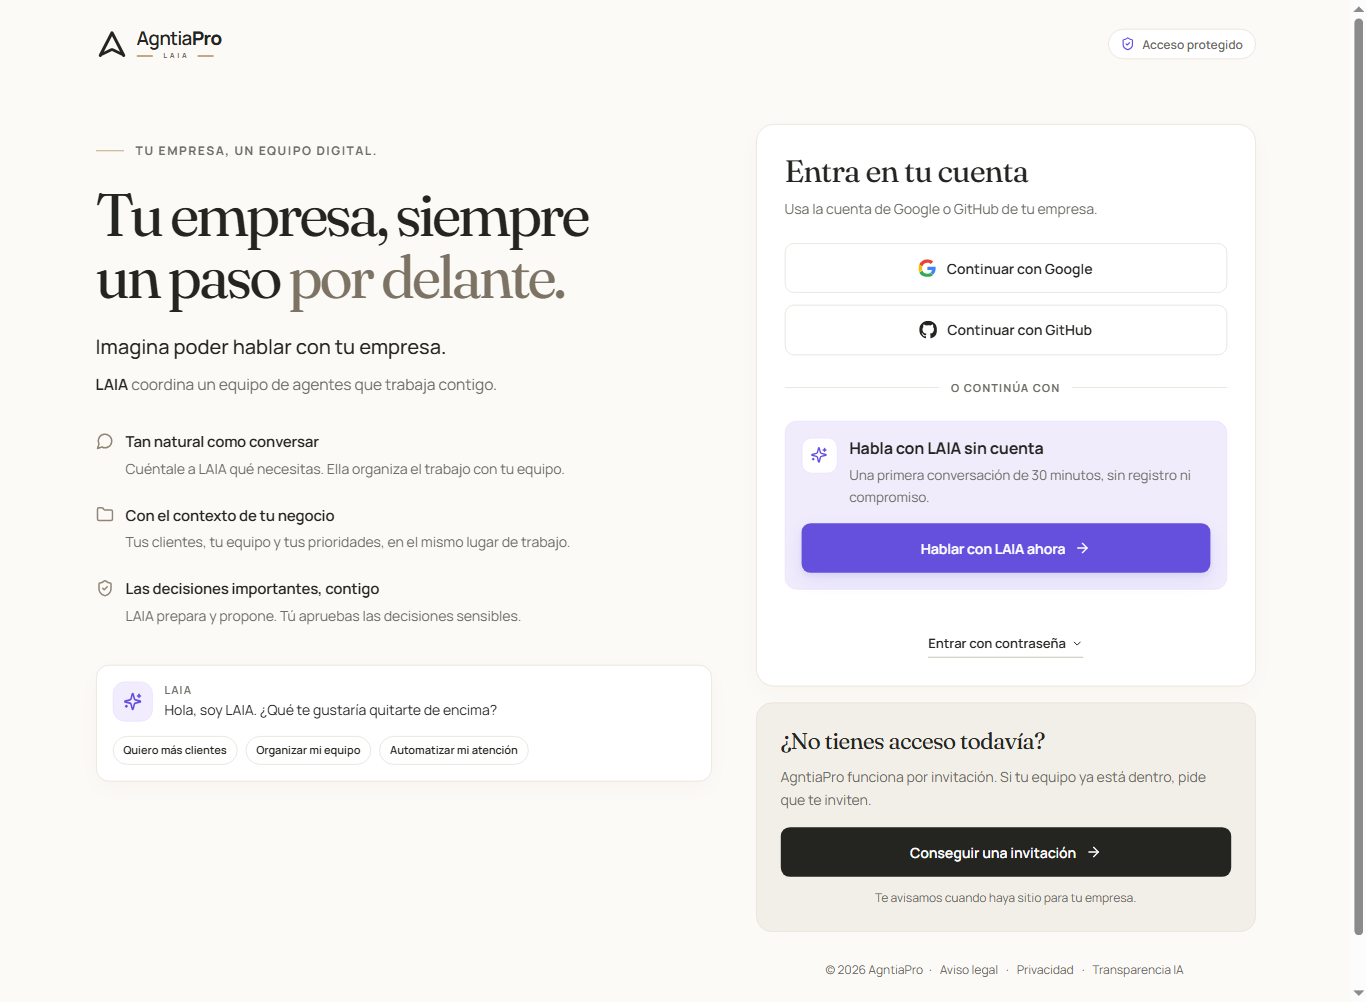 AgntiaPro
LAIA
Acceso protegido
TU EMPRESA, UN EQUIPO DIGITAL.
Tu empresa, siempre
un paso por delante.
Imagina poder hablar con tu empresa.
LAIA coordina un equipo de agentes que trabaja contigo.
Tan natural como conversar
Cuéntale a LAIA qué necesitas. Ella organiza el trabajo con tu equipo.
Con el contexto de tu negocio
Tus clientes, tu equipo y tus prioridades, en el mismo lugar de trabajo.
Las decisiones importantes, contigo
LAIA prepara y propone. Tú apruebas las decisiones sensibles.
LAIA
Hola, soy LAIA. ¿Qué te gustaría quitarte de encima?
Quiero más clientes
Organizar mi equipo
Automatizar mi atención
Entra en tu cuenta
Usa la cuenta de Google o GitHub de tu empresa.
Continuar con Google
Continuar con GitHub
O CONTINÚA CON
Habla con LAIA sin cuenta
Una primera conversación de 30 minutos, sin registro ni
compromiso.
Hablar con LAIA ahora
Entrar con contraseña
¿No tienes acceso todavía?
AgntiaPro funciona por invitación. Si tu equipo ya está dentro, pide
que te inviten.
Conseguir una invitación
Te avisamos cuando haya sitio para tu empresa.
© 2026 AgntiaPro · Aviso legal · Privacidad · Transparencia IA